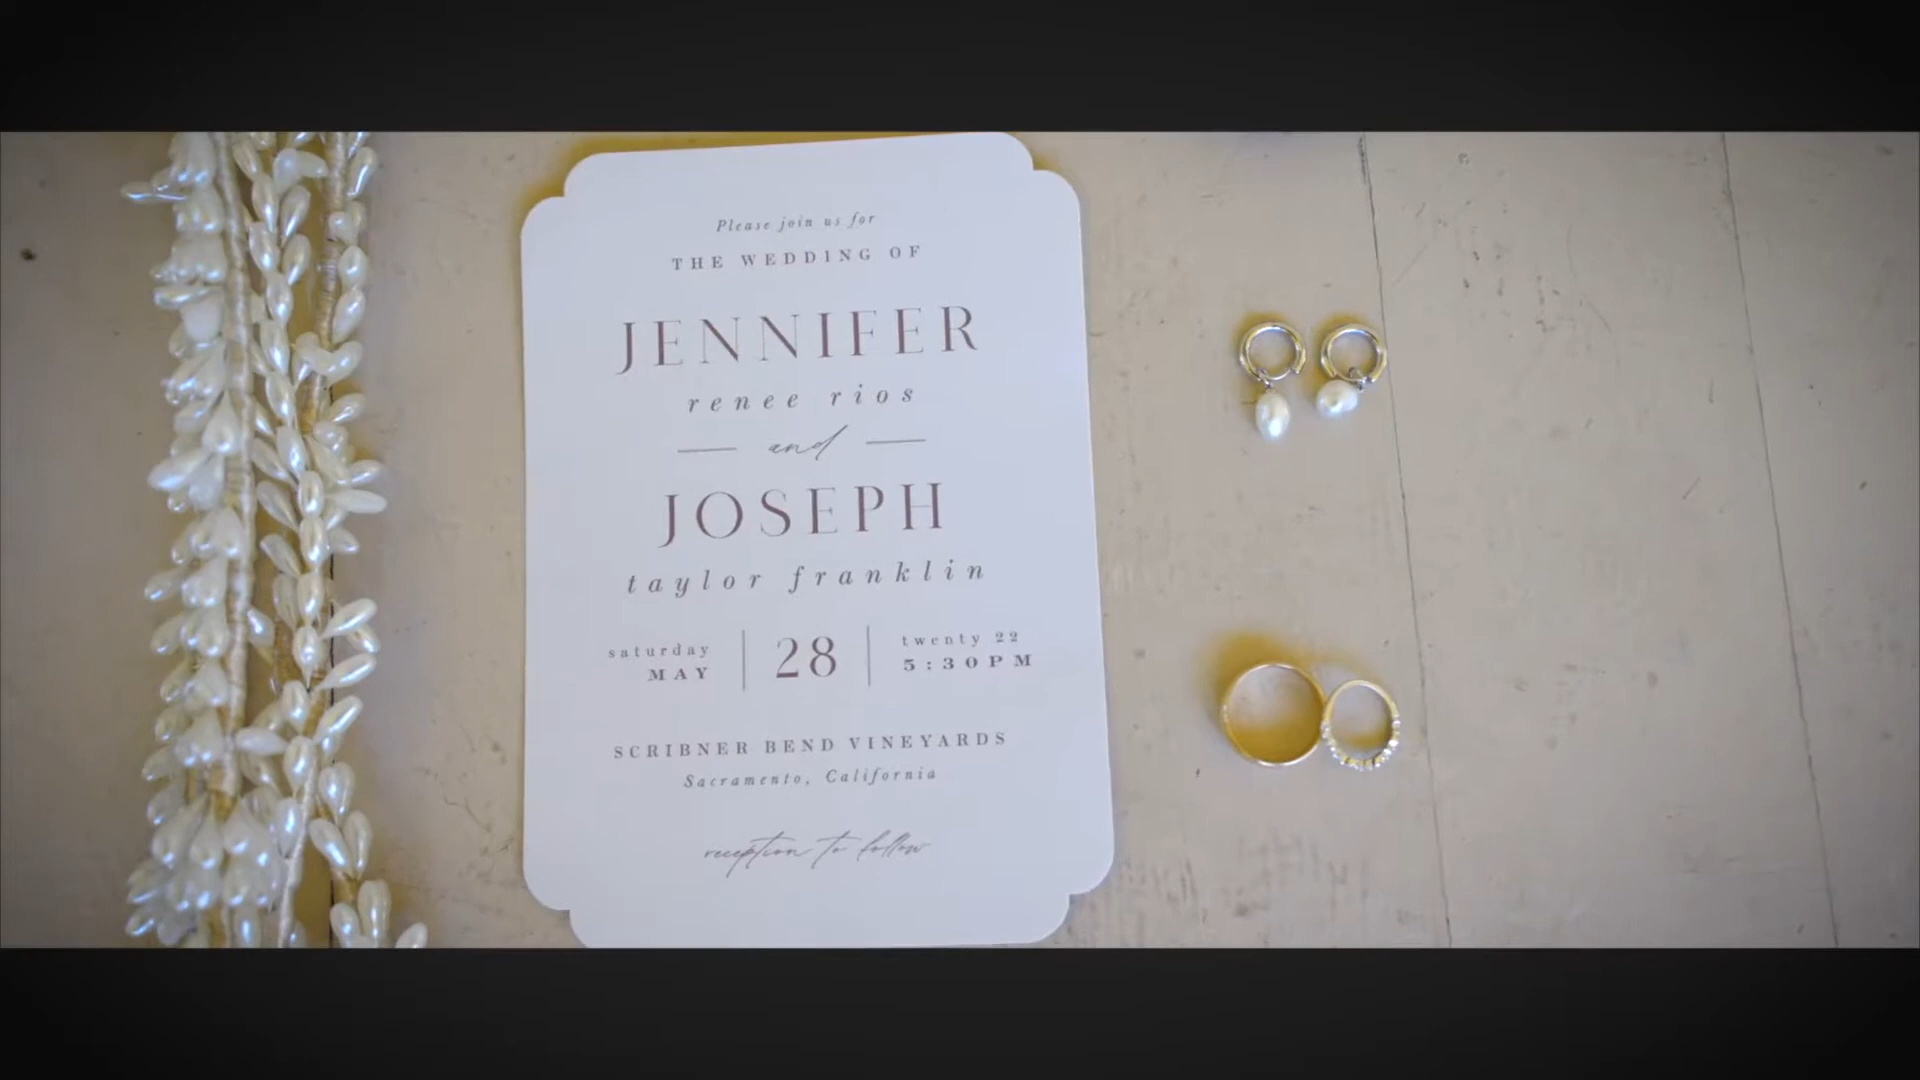 Please join us for
THE WEDDING OF
JENNIFER
renee rios
and
JOSEPH
taylor franklin
saturday
MAY
28
twenty 22
5:30PM
SCRIBNER BEND VINEYARDS
Sacramento, California
reception to follow